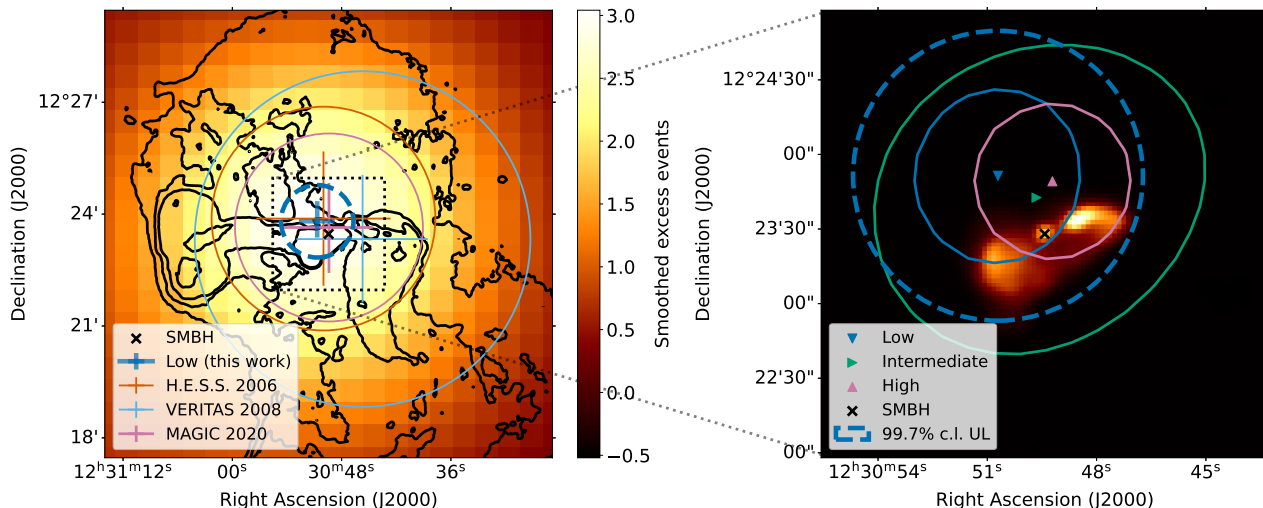 12°27'
24'
21'
18'
Declination (J2000)
12ʰ31ᵐ12ˢ
00ˢ
30ᵐ48ˢ
36ˢ
Right Ascension (J2000)
SMBH
Low (this work)
H.E.S.S. 2006
VERITAS 2008
MAGIC 2020
3.0
2.5
2.0
1.5
1.0
0.5
0.0
−0.5
Smoothed excess events
12°24'30"
00"
23'30"
00"
22'30"
00"
Declination (J2000)
12ʰ30ᵐ54ˢ
51ˢ
48ˢ
45ˢ
Right Ascension (J2000)
Low
Intermediate
High
SMBH
99.7% c.l. UL